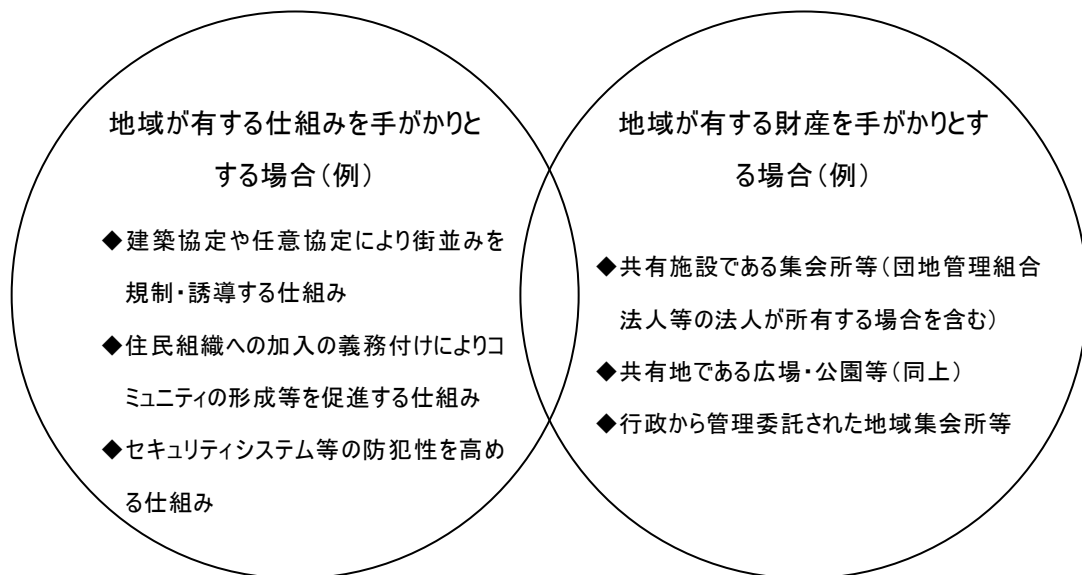 地域が有する仕組みを手がかりと
する場合(例)
◆建築協定や任意協定により街並みを
規制・誘導する仕組み
◆住民組織への加入の義務付けによりコ
ミュニティの形成等を促進する仕組み
◆セキュリティシステム等の防犯性を高め
る仕組み
地域が有する財産を手がかりとす
る場合(例)
◆共有施設である集会所等(団地管理組合
法人等の法人が所有する場合を含む)
◆共有地である広場・公園等(同上)
◆行政から管理委託された地域集会所等